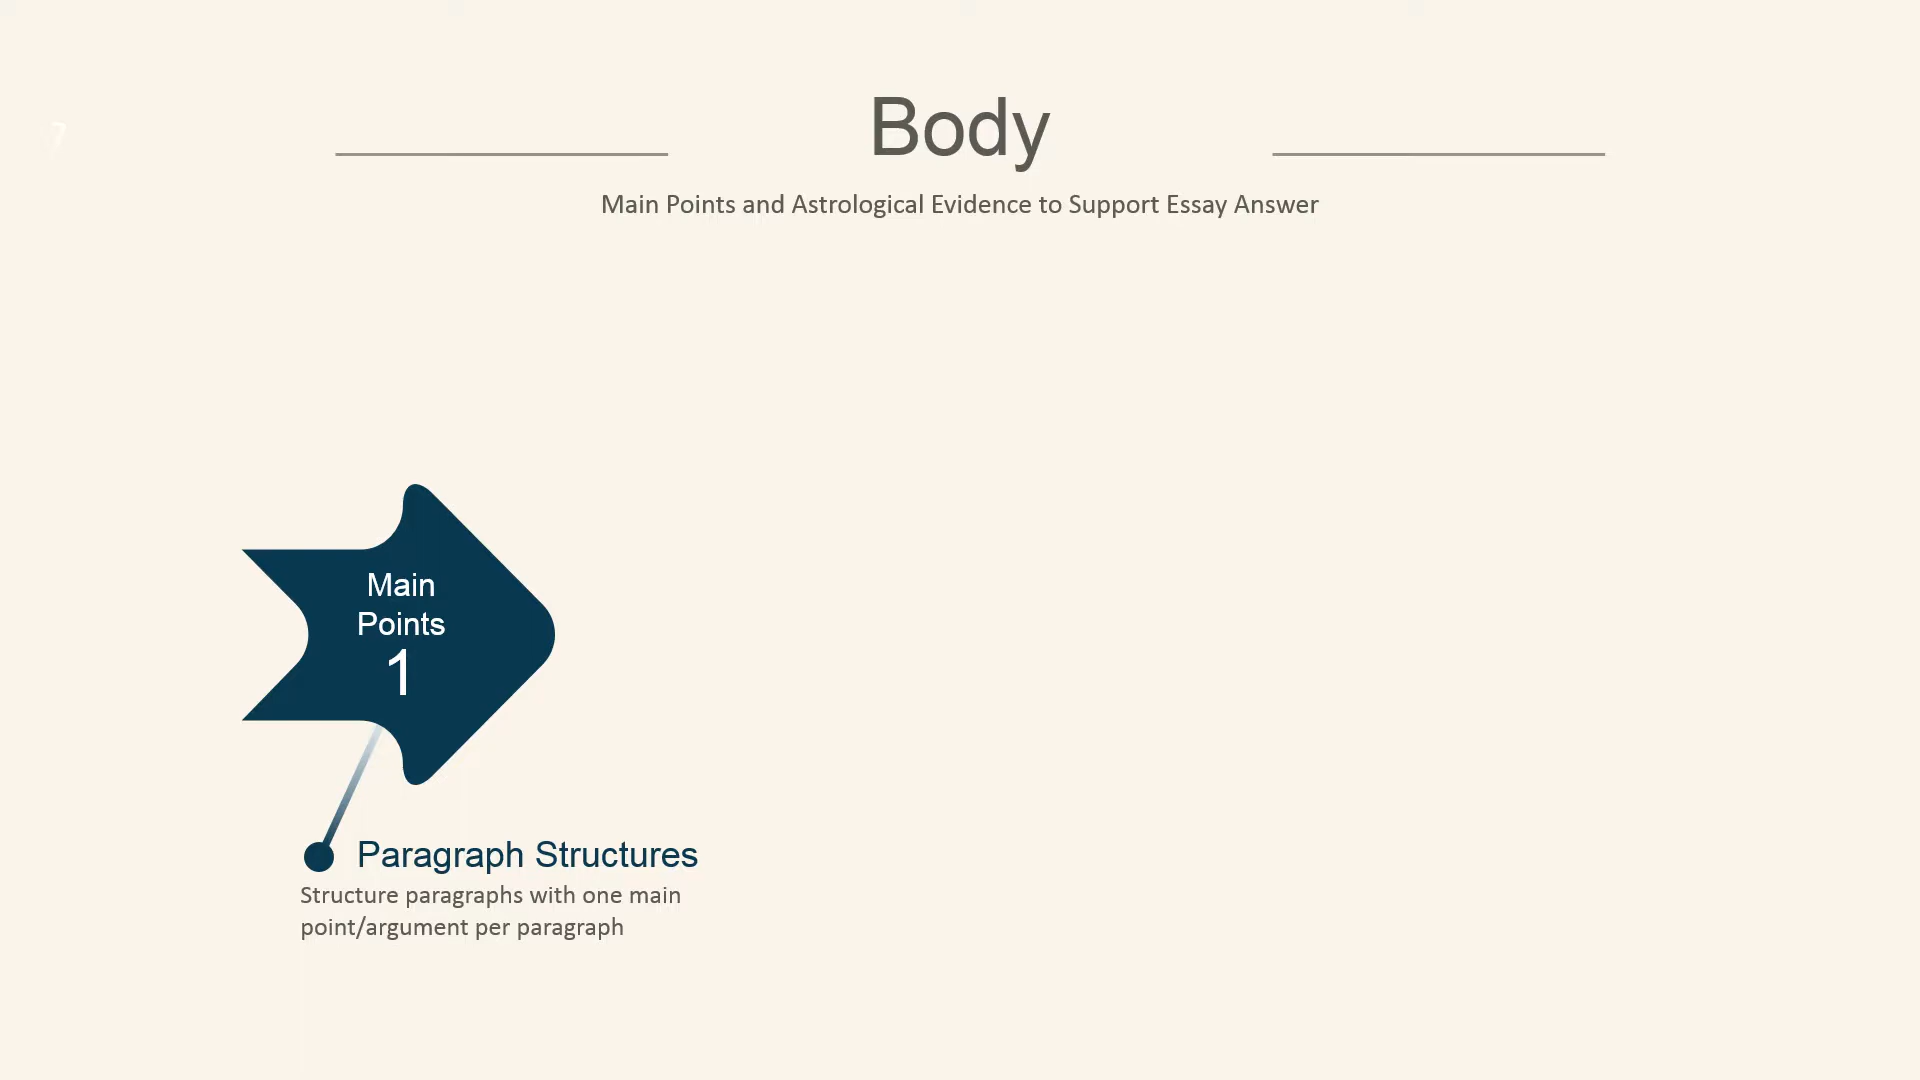 Body
Main Points and Astrological Evidence to Support Essay Answer
Main
Points
1
Paragraph Structures
Structure paragraphs with one main
point/argument per paragraph